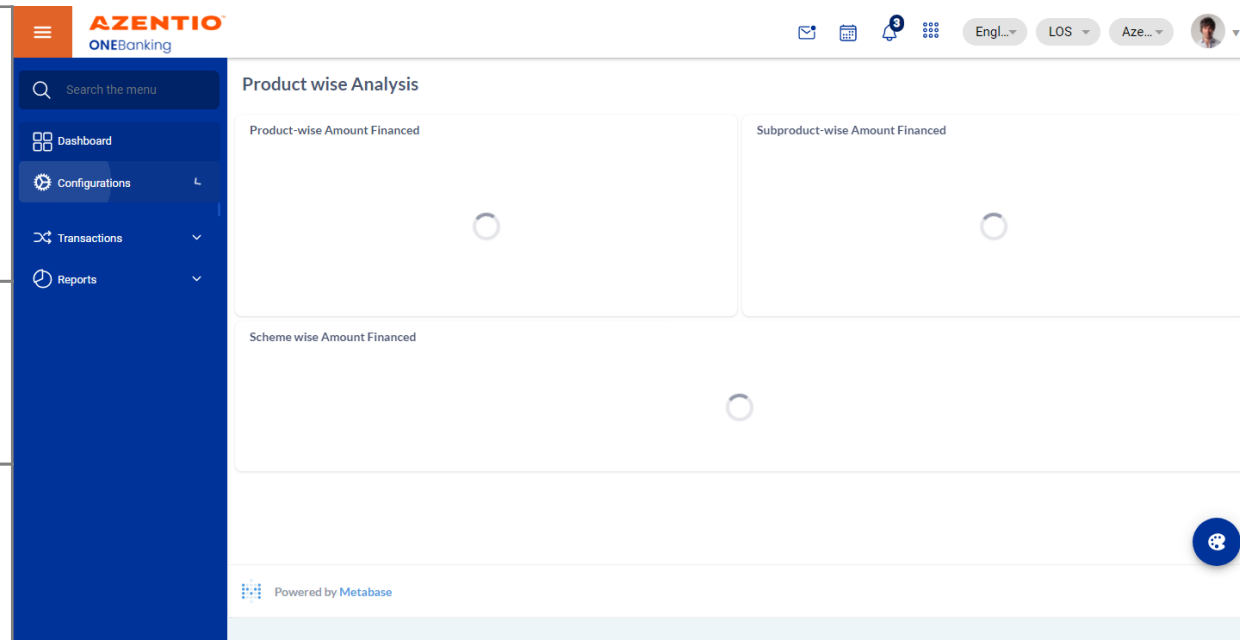 AZENTIO
ONEBanking
3
Engl...
LOS
Aze...
Search the menu
Dashboard
Configurations
Transactions
Reports
Product wise Analysis
Product-wise Amount Financed
Subproduct-wise Amount Financed
Scheme wise Amount Financed
Powered by Metabase